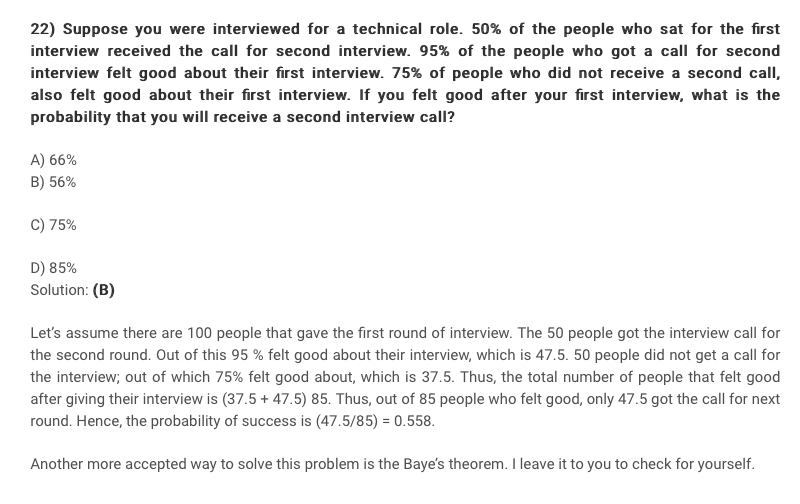 22) Suppose you were interviewed for a technical role. 50% of the people who sat for the first
interview received the call for second interview. 95% of the people who got a call for second
interview felt good about their first interview. 75% of people who did not receive a second call,
also felt good about their first interview. If you felt good after your first interview, what is the
probability that you will receive a second interview call?
A) 66%
B) 56%
C) 75%
D) 85%
Solution: (B)
Let's assume there are 100 people that gave the first round of interview. The 50 people got the interview call for
the second round. Out of this 95 % felt good about their interview, which is 47.5. 50 people did not get a call for
the interview; out of which 75% felt good about, which is 37.5. Thus, the total number of people that felt good
after giving their interview is (37.5 + 47.5) 85. Thus, out of 85 people who felt good, only 47.5 got the call for next
round. Hence, the probability of success is (47.5/85) = 0.558.
Another more accepted way to solve this problem is the Baye's theorem. I leave it to you to check for yourself.